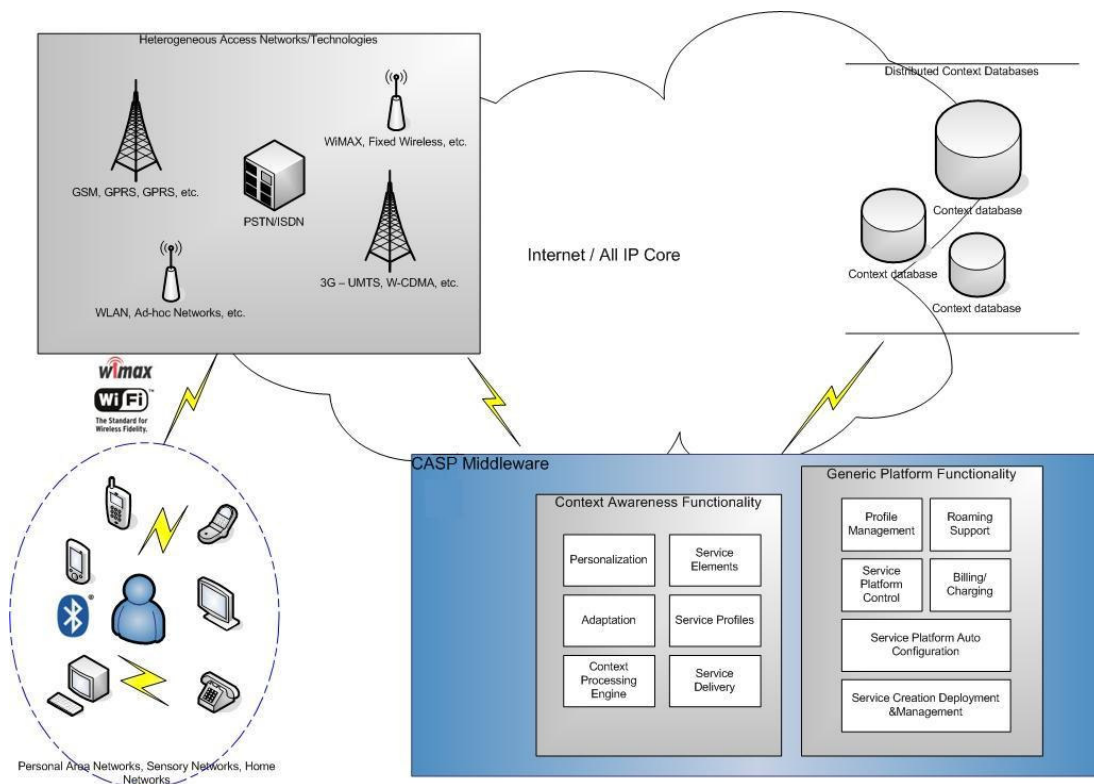 Heterogeneous Access Networks/Technologies
WiMAX, Fixed Wireless, etc.
GSM, GPRS, GPRS, etc.
PSTN/ISDN
3G – UMTS, W-CDMA, etc.
WLAN, Ad-hoc Networks, etc.
Internet / All IP Core
Distributed Context Databases
Context database
Context database
Context database
wimax
Wi Fi™
The Standard for
Wireless Fidelity.
®
Personal Area Networks, Sensory Networks, Home
Networks
CASP Middleware
Context Awareness Functionality
Personalization
Service
Elements
Adaptation
Service Profiles
Context
Processing
Engine
Service
Delivery
Generic Platform Functionality
Profile
Management
Roaming
Support
Service
Platform
Control
Billing/
Charging
Service Platform Auto
Configuration
Service Creation Deployment
&Management